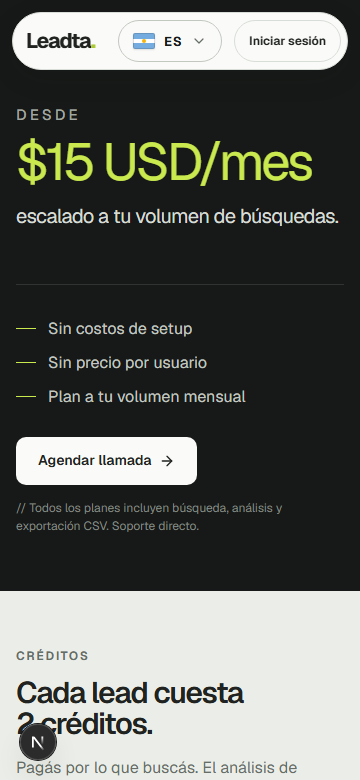 Leadta.
ES
Iniciar sesión
DESDE
$15 USD/mes
escalado a tu volumen de búsquedas.
Sin costos de setup
Sin precio por usuario
Plan a tu volumen mensual
Agendar llamada →
// Todos los planes incluyen búsqueda, análisis y
exportación CSV. Soporte directo.
CRÉDITOS
Cada lead cuesta
2 créditos.
N
Pagás por lo que buscás. El análisis de